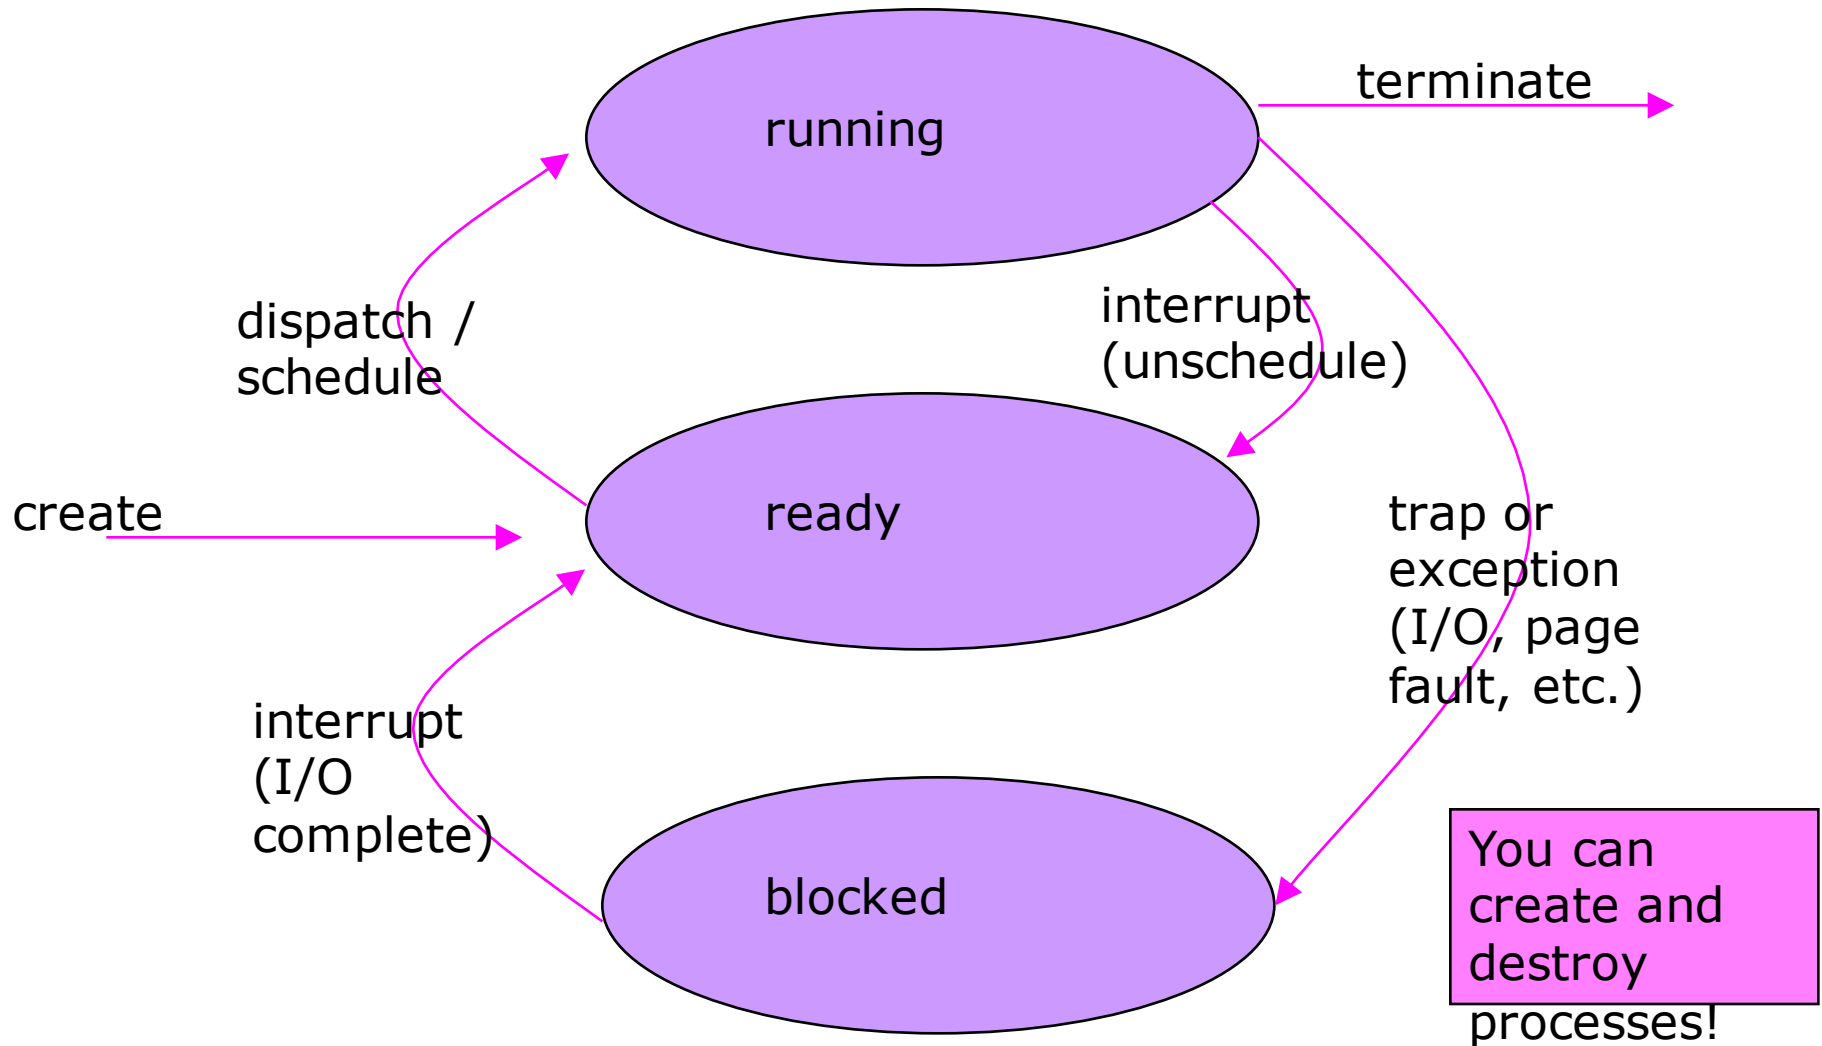 terminate
running
dispatch /
schedule
interrupt
(unschedule)
create
ready
trap or
exception
(I/O, page
fault, etc.)
interrupt
(I/O
complete)
blocked
You can
create and
destroy
processes!